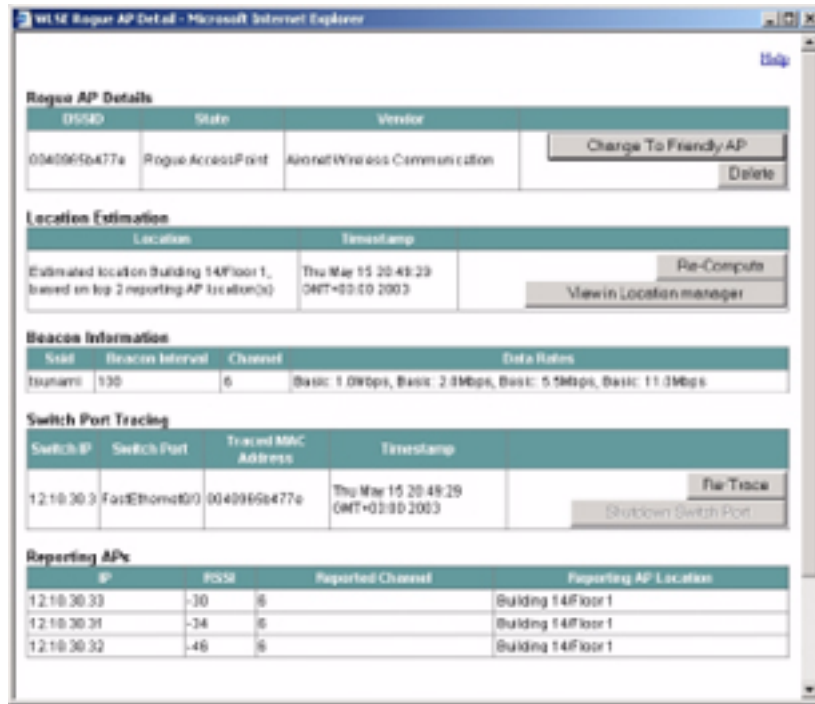 WLSE Rogue AP Detail - Microsoft Internet Explorer
Help
Rogue AP Details
BSSID State Vendor
0040965b477e Rogue AccessPoint Aironet Wireless Communication Change To Friendly AP
Delete
Location Estimation
Location Timestamp
Estimated location Building 14/Floor 1, based on top 2 reporting AP location(s) Thu May 15 20:49:29 GMT+00:00 2003 Re-Compute
View in Location manager
Beacon Information
Ssid Beacon Interval Channel Data Rates
tsunami 100 6 Basic: 1.0Mbps, Basic: 2.0Mbps, Basic: 5.5Mbps, Basic: 11.0Mbps
Switch Port Tracing
Switch IP Switch Port Traced MAC Address Timestamp
12.10.30.3 FastEthernet0/3 0040965b477e Thu May 15 20:49:29 GMT+00:00 2003 Re-Trace
Shutdown Switch Port
Reporting APs
IP RSSI Reported Channel Reporting AP Location
12.10.30.33 -30 6 Building 14/Floor 1
12.10.30.31 -34 6 Building 14/Floor 1
12.10.30.32 -46 6 Building 14/Floor 1